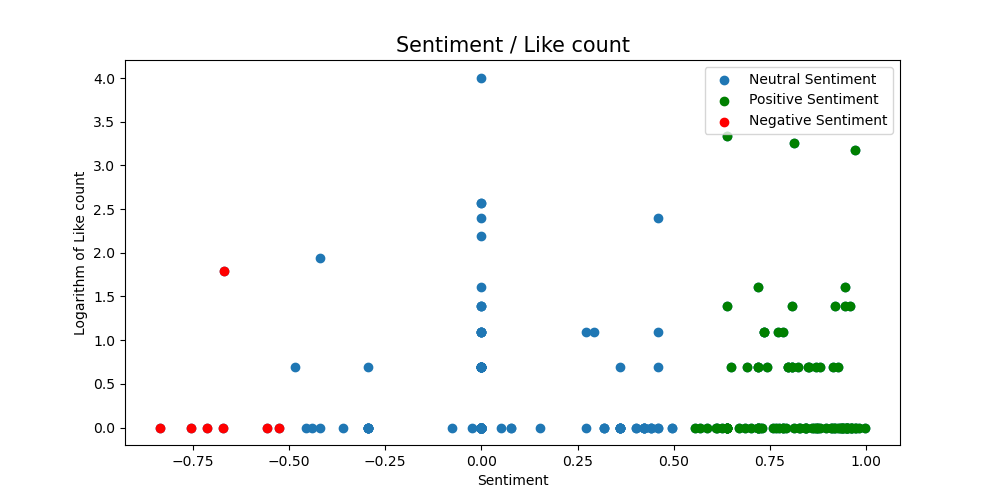 Sentiment / Like count
Neutral Sentiment
Positive Sentiment
Negative Sentiment
Logarithm of Like count
4.0
3.5
3.0
2.5
2.0
1.5
1.0
0.5
0.0
−0.75 −0.50 −0.25 0.00 0.25 0.50 0.75 1.00
Sentiment